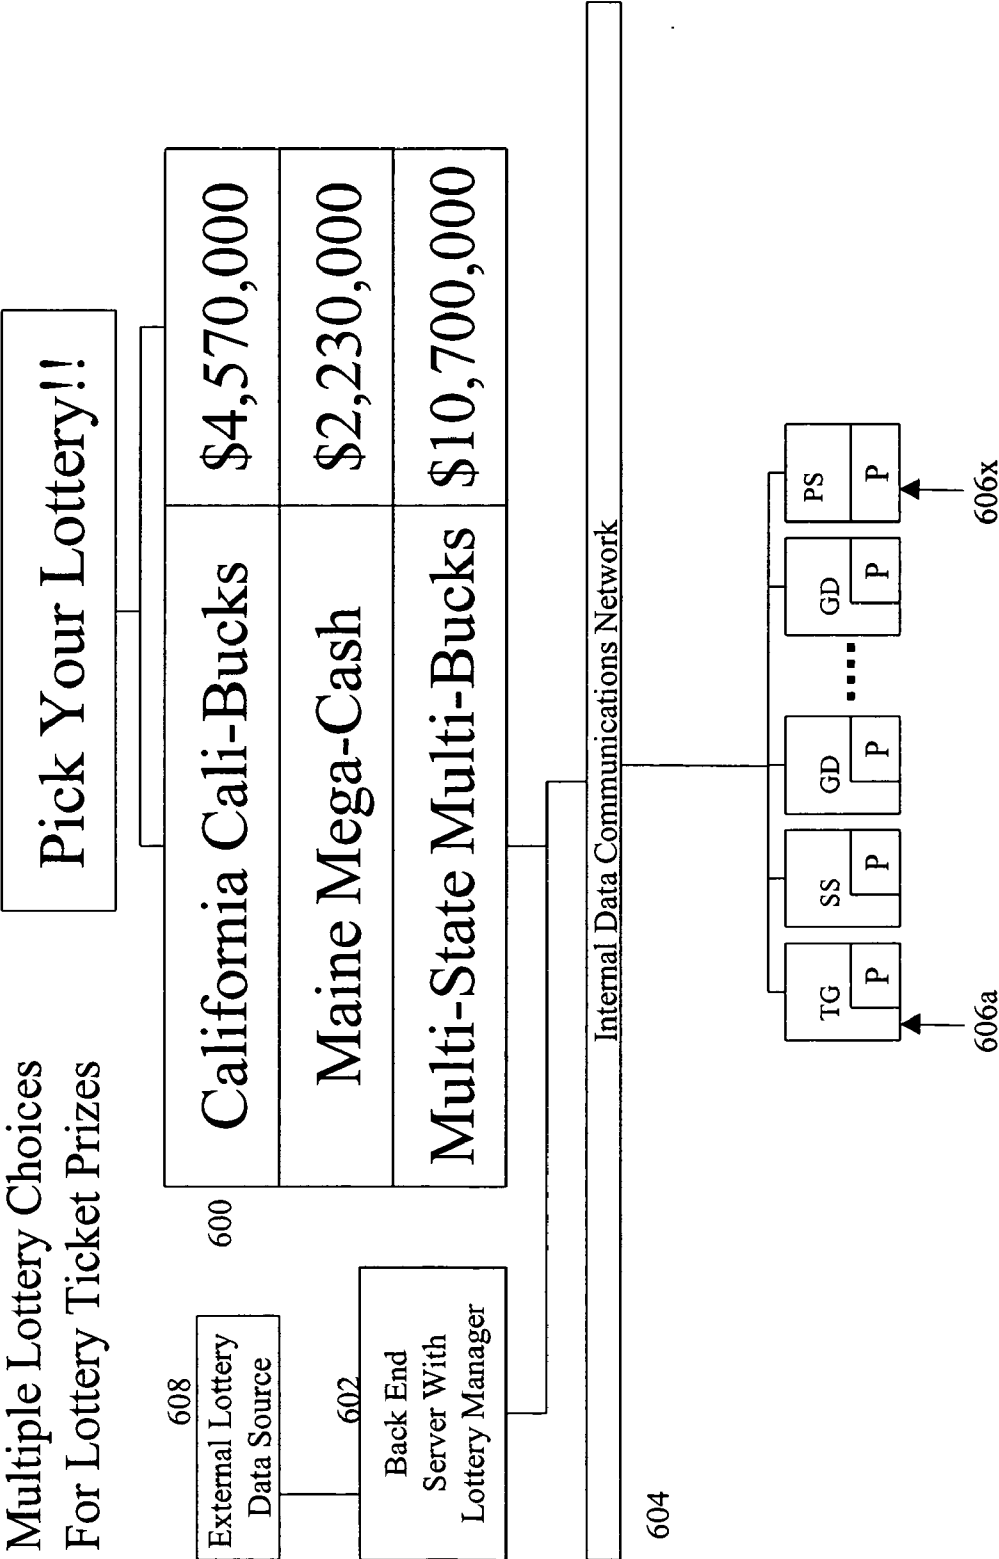 Multiple Lottery Choices
For Lottery Ticket Prizes
Pick Your Lottery!!
608
External Lottery
Data Source
602
Back End
Server With
Lottery Manager
600
California Cali-Bucks $4,570,000
Maine Mega-Cash $2,230,000
Multi-State Multi-Bucks $10,700,000
604
Internal Data Communications Network
TG
P
SS
P
GD
P
GD
P
PS
P
606a
606x